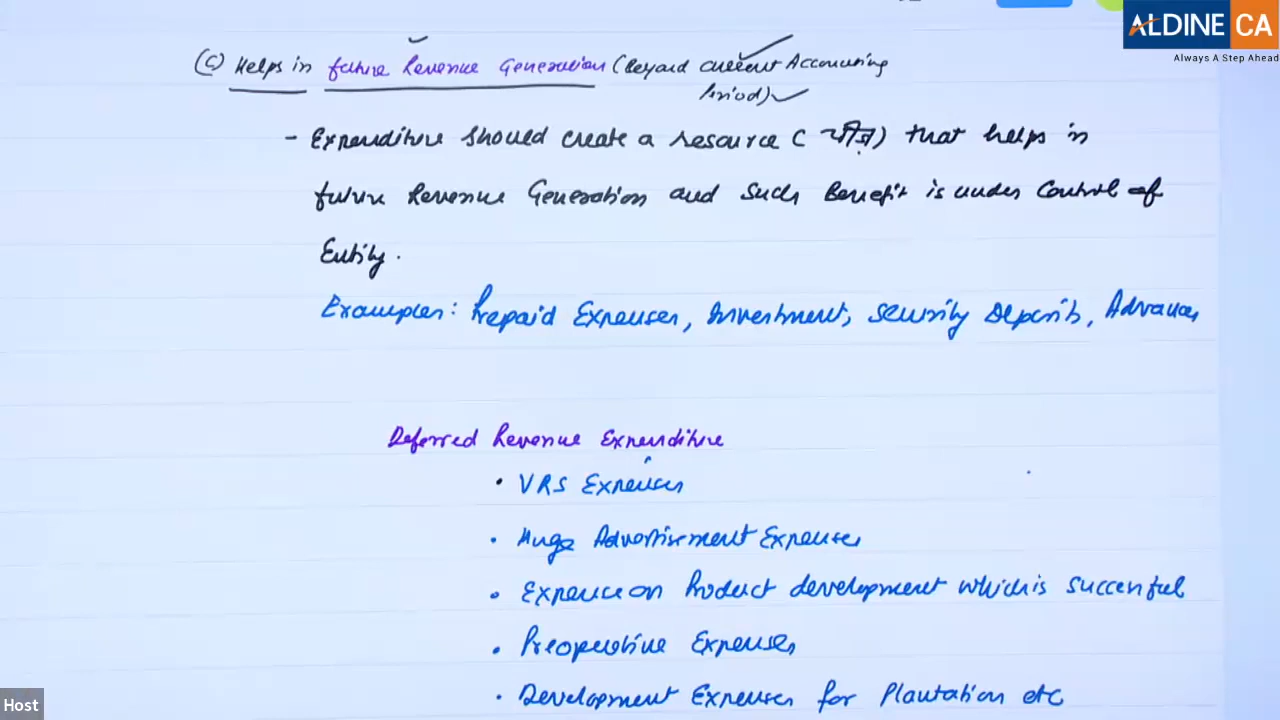 ALDINE CA
Always A Step Ahead
(C) Helps in future Revenue Generation (Beyond current Accounting
Period)
- Expenditure should create a resource ( चीज़ ) that helps in
future Revenue Generation and such Benefit is under Control of
Entity.
Examples: Prepaid Expenses, Investment, Security Deposits, Advances
Deferred Revenue Expenditure
• VRS Expenses
• Huge Advertisement Expenses
• Expence on Product development which is successful
• Preoperative Expenses
• Development Expenses for Plantation etc
Host